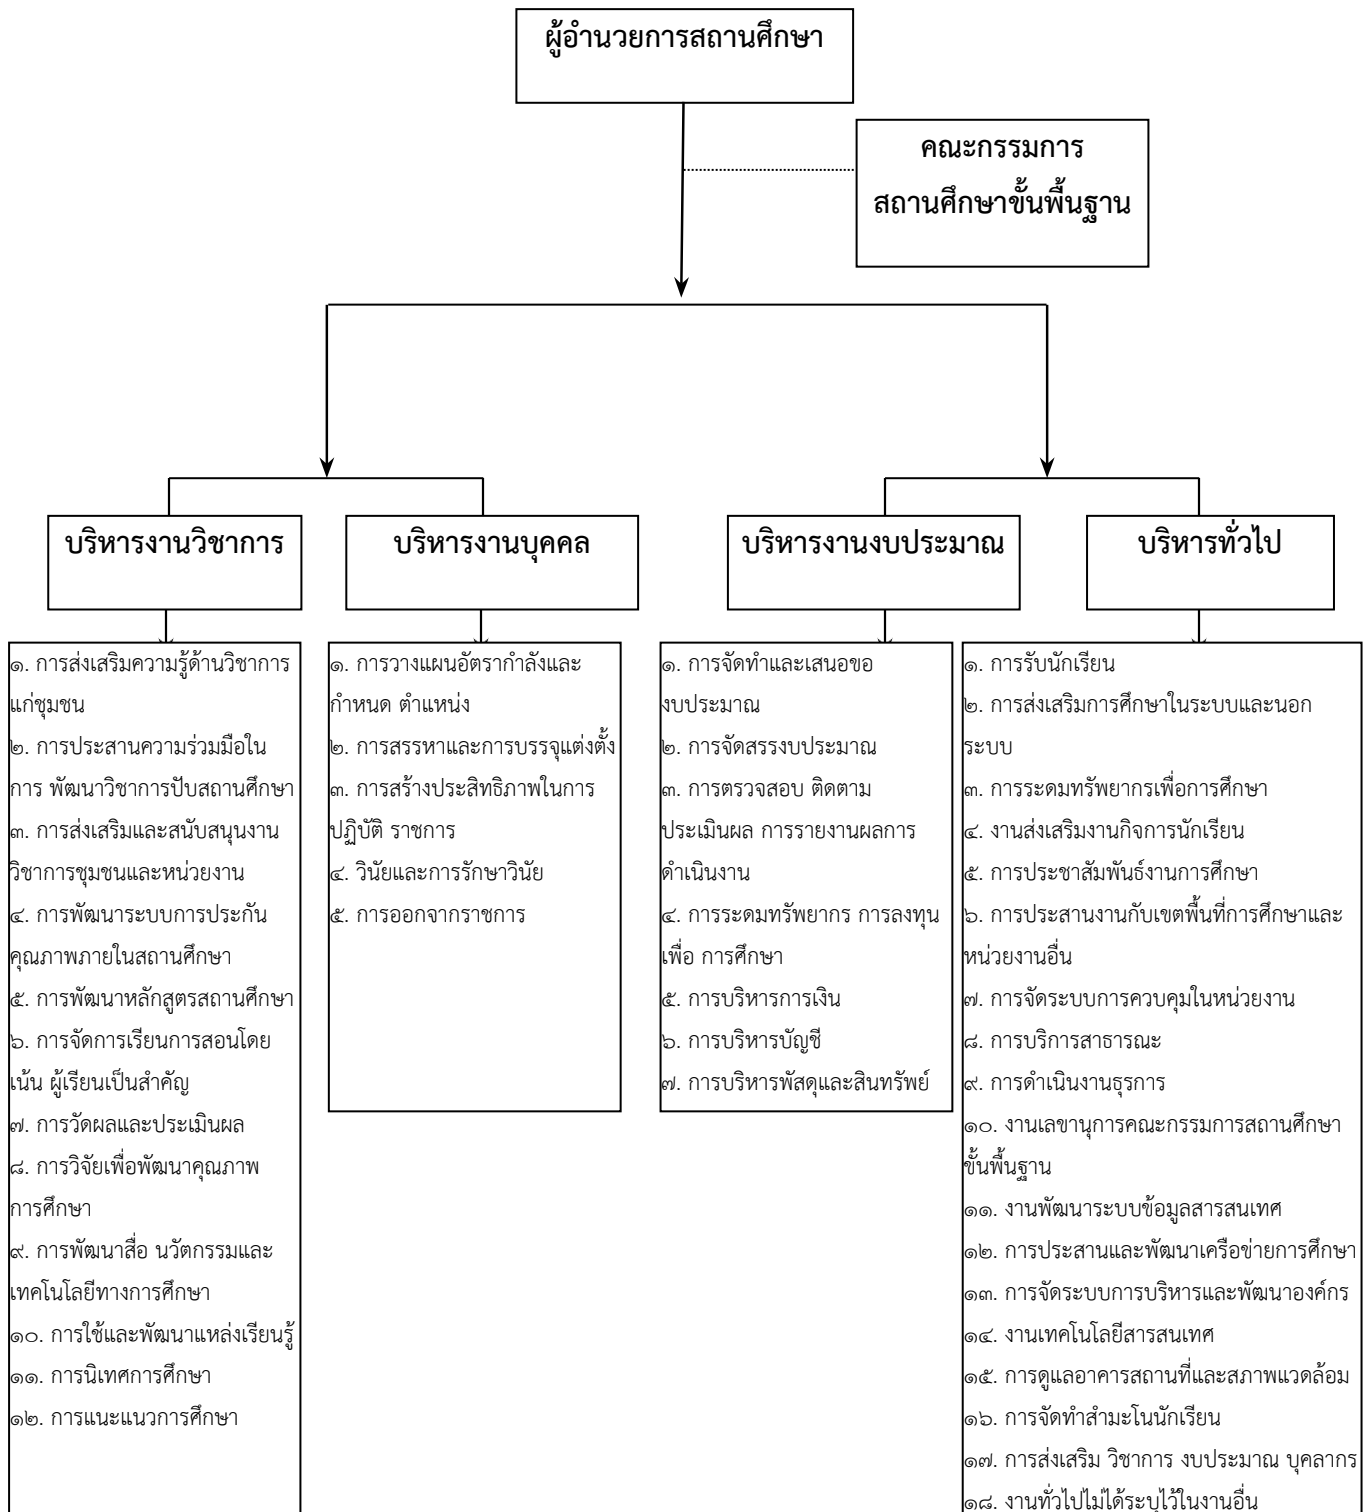 ผู้อำนวยการสถานศึกษา
คณะกรรมการ
สถานศึกษาขั้นพื้นฐาน
บริหารงานวิชาการ
บริหารงานบุคคล
บริหารงานงบประมาณ
บริหารทั่วไป
๑. การส่งเสริมความรู้ด้านวิชาการ
แก่ชุมชน
๒. การประสานความร่วมมือใน
การ พัฒนาวิชาการปับสถานศึกษา
๓. การส่งเสริมและสนับสนุนงาน
วิชาการชุมชนและหน่วยงาน
๔. การพัฒนาระบบการประกัน
คุณภาพภายในสถานศึกษา
๕. การพัฒนาหลักสูตรสถานศึกษา
๖. การจัดการเรียนการสอนโดย
เน้น ผู้เรียนเป็นสำคัญ
๗. การวัดผลและประเมินผล
๘. การวิจัยเพื่อพัฒนาคุณภาพ
การศึกษา
๙. การพัฒนาสื่อ นวัตกรรมและ
เทคโนโลยีทางการศึกษา
๑๐. การใช้และพัฒนาแหล่งเรียนรู้
๑๑. การนิเทศการศึกษา
๑๒. การแนะแนวการศึกษา
๑. การวางแผนอัตรากำลังและ
กำหนด ตำแหน่ง
๒. การสรรหาและการบรรจุแต่งตั้ง
๓. การสร้างประสิทธิภาพในการ
ปฏิบัติ ราชการ
๔. วินัยและการรักษาวินัย
๕. การออกจากราชการ
๑. การจัดทำและเสนอขอ
งบประมาณ
๒. การจัดสรรงบประมาณ
๓. การตรวจสอบ ติดตาม
ประเมินผล การรายงานผลการ
ดำเนินงาน
๔. การระดมทรัพยากร การลงทุน
เพื่อ การศึกษา
๕. การบริหารการเงิน
๖. การบริหารบัญชี
๗. การบริหารพัสดุและสินทรัพย์
๑. การรับนักเรียน
๒. การส่งเสริมการศึกษาในระบบและนอก
ระบบ
๓. การระดมทรัพยากรเพื่อการศึกษา
๔. งานส่งเสริมงานกิจการนักเรียน
๕. การประชาสัมพันธ์งานการศึกษา
๖. การประสานงานกับเขตพื้นที่การศึกษาและ
หน่วยงานอื่น
๗. การจัดระบบการควบคุมในหน่วยงาน
๘. การบริการสาธารณะ
๙. การดำเนินงานธุรการ
๑๐. งานเลขานุการคณะกรรมการสถานศึกษา
ขั้นพื้นฐาน
๑๑. งานพัฒนาระบบข้อมูลสารสนเทศ
๑๒. การประสานและพัฒนาเครือข่ายการศึกษา
๑๓. การจัดระบบการบริหารและพัฒนาองค์กร
๑๔. งานเทคโนโลยีสารสนเทศ
๑๕. การดูแลอาคารสถานที่และสภาพแวดล้อม
๑๖. การจัดทำสำมะโนนักเรียน
๑๗. การส่งเสริม วิชาการ งบประมาณ บุคลากร
๑๘. งานทั่วไปไม่ได้ระบุไว้ในงานอื่น